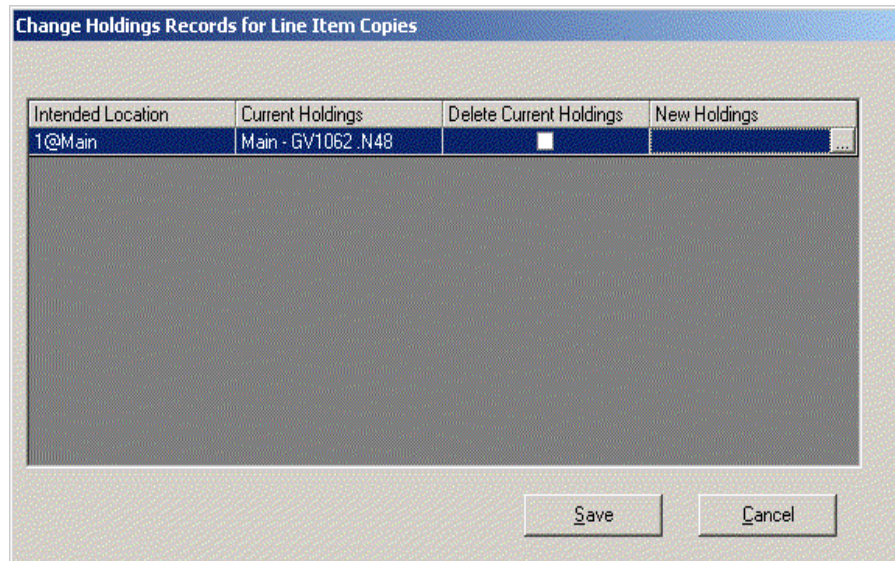 Change Holdings Records for Line Item Copies
Intended Location Current Holdings Delete Current Holdings New Holdings
1@Main Main - GV1062 .N48 ...
Save Cancel